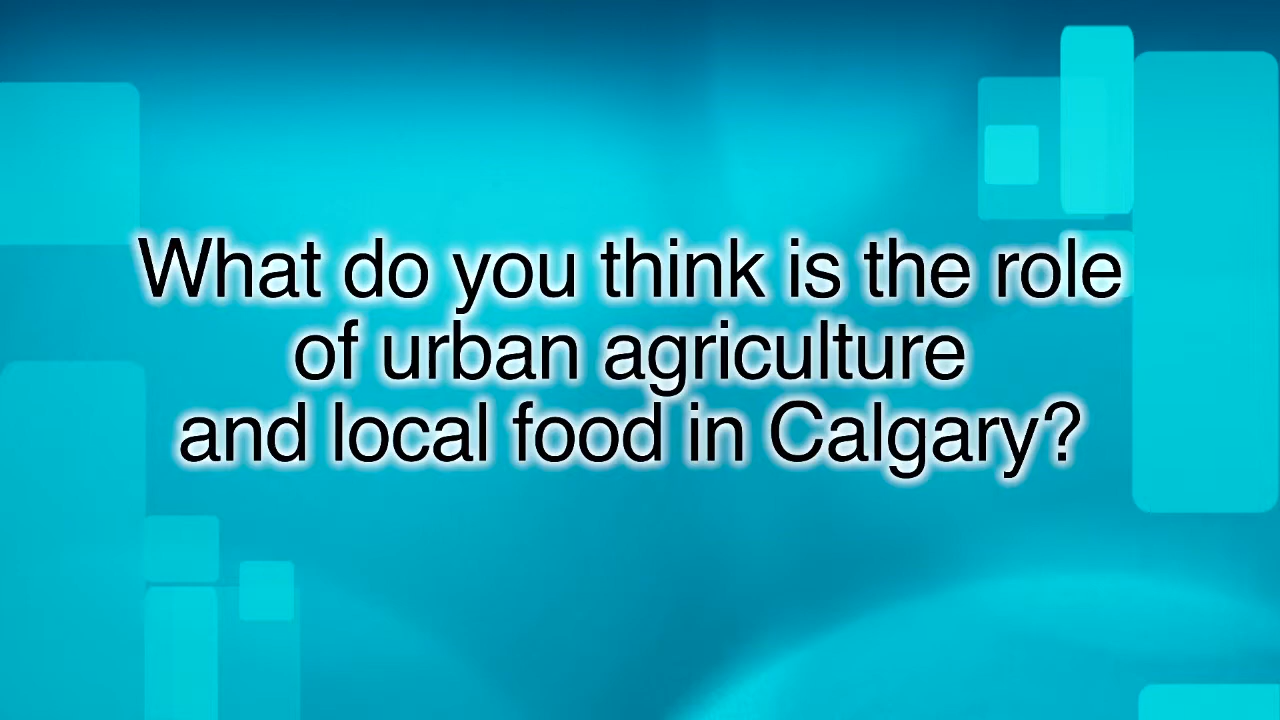 What do you think is the role
of urban agriculture
and local food in Calgary?